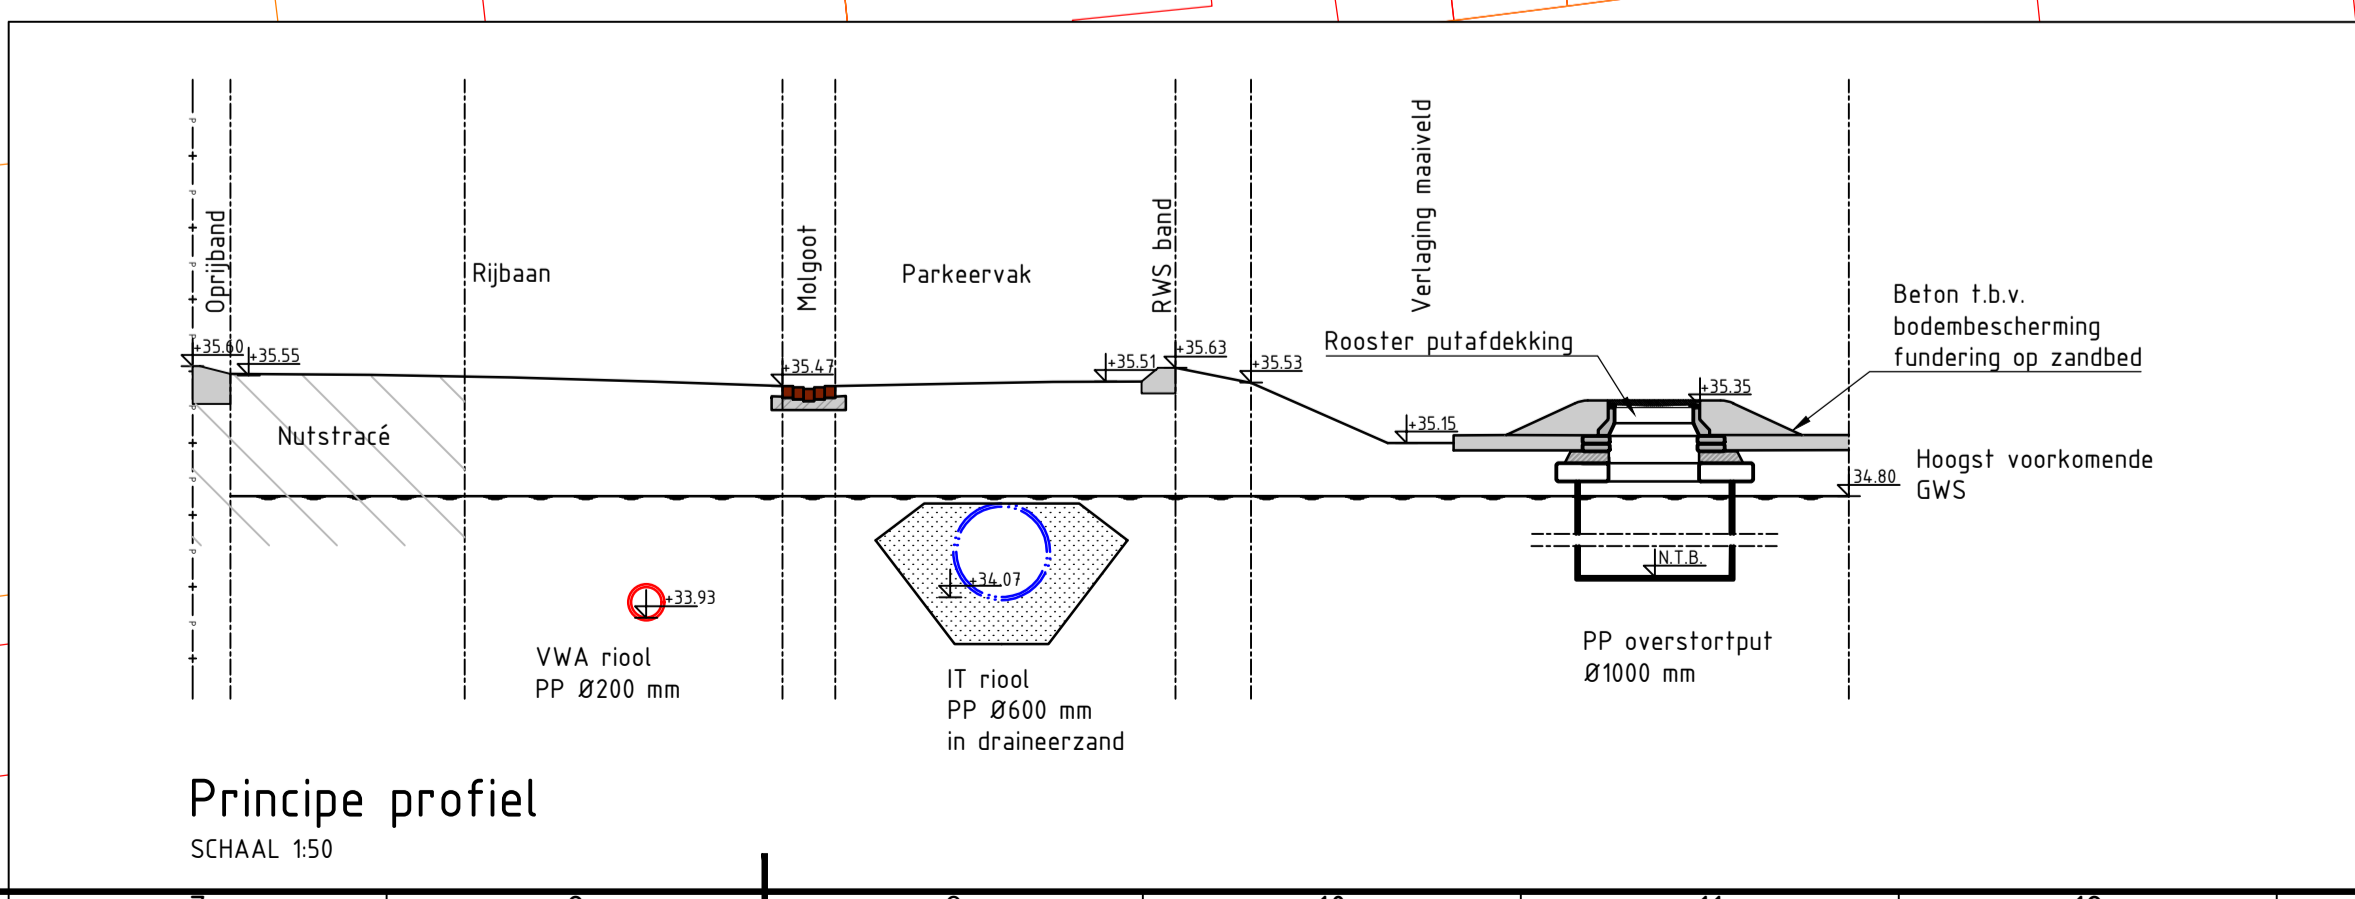 Oprijband
Rijbaan
Molgoot
Parkeervak
RWS band
Verlaging maaiveld
Beton t.b.v.
bodembescherming
fundering op zandbed
Rooster putafdekking
+35.60
+35.55
+35.47
+35.51
+35.63
+35.53
+35.35
+35.15
Nutstracé
Hoogst voorkomende
GWS
34.80
N.T.B.
+34.07
+33.93
VWA riool
PP Ø200 mm
IT riool
PP Ø600 mm
in draineerzand
PP overstortput
Ø1000 mm
Principe profiel
SCHAAL 1:50